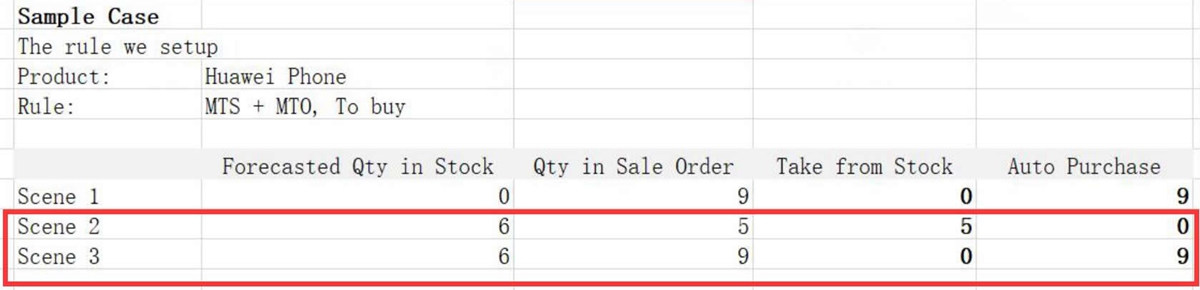 Sample Case
The rule we setup
Product: Huawei Phone
Rule: MTS + MTO, To buy
Forecasted Qty in Stock Qty in Sale Order Take from Stock Auto Purchase
Scene 1 0 9 0 9
Scene 2 6 5 5 0
Scene 3 6 9 0 9